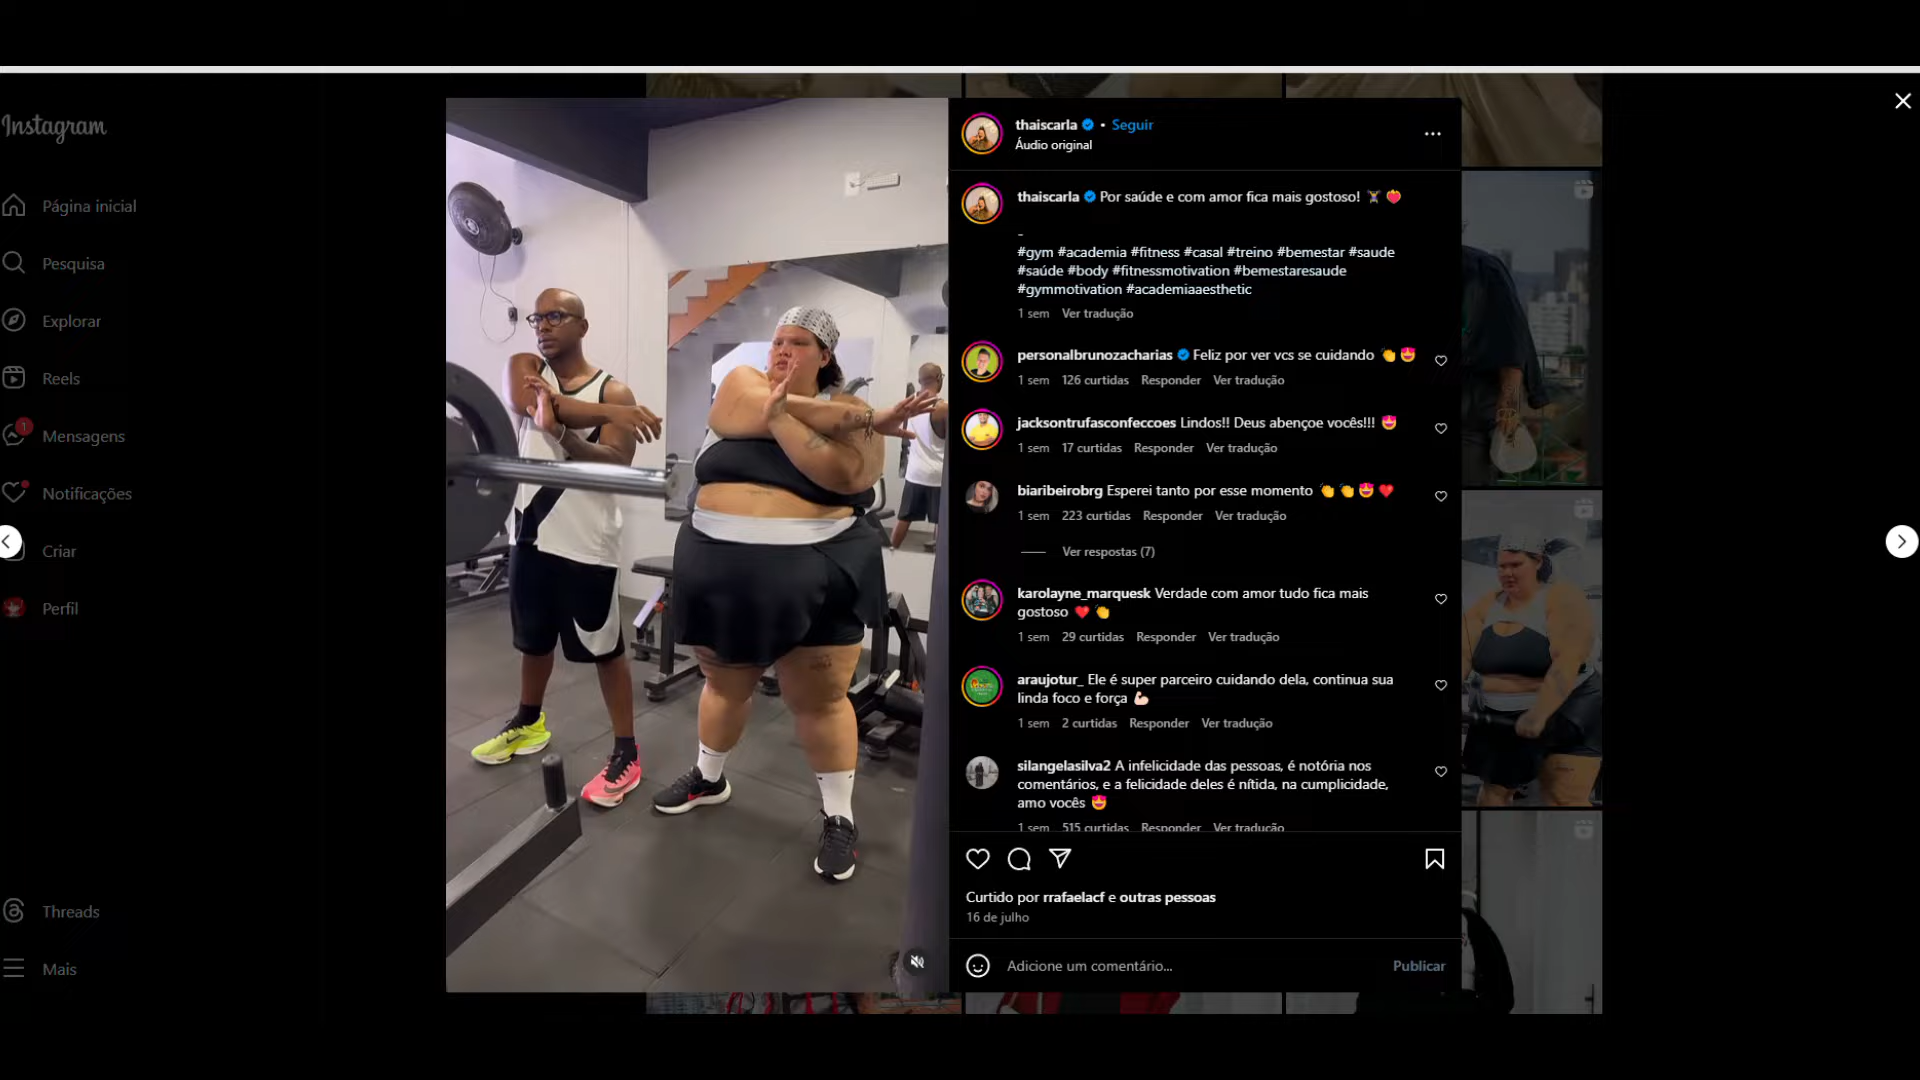 Instagram
Página inicial
Pesquisa
Explorar
Reels
1
Mensagens
Notificações
Criar
Perfil
Threads
Mais
thaiscarla • Seguir
Áudio original
thaiscarla Por saúde e com amor fica mais gostoso! 🏋️ ❤️‍🔥
-
#gym #academia #fitness #casal #treino #bemestar #saude
#saúde #body #fitnessmotivation #bemestaresaude
#gymmotivation #academiaaesthetic
1 sem Ver tradução
personalbrunozacharias Feliz por ver vcs se cuidando 👏 😍
1 sem 126 curtidas Responder Ver tradução
jacksontrufasconfeccoes Lindos!! Deus abençoe vocês!!! 😍
1 sem 17 curtidas Responder Ver tradução
biaribeirobrg Esperei tanto por esse momento 👏 👏 😍 ❤️
1 sem 223 curtidas Responder Ver tradução
Ver respostas (7)
karolayne_marquesk Verdade com amor tudo fica mais
gostoso ❤️ 👏
1 sem 29 curtidas Responder Ver tradução
araujotur_ Ele é super parceiro cuidando dela, continua sua
linda foco e força 💪🏻
1 sem 2 curtidas Responder Ver tradução
silangelasilva2 A infelicidade das pessoas, é notória nos
comentários, e a felicidade deles é nítida, na cumplicidade,
amo vocês 😍
1 sem 515 curtidas Responder Ver tradução
Curtido por rrafaelacf e outras pessoas
16 de julho
Adicione um comentário...
Publicar